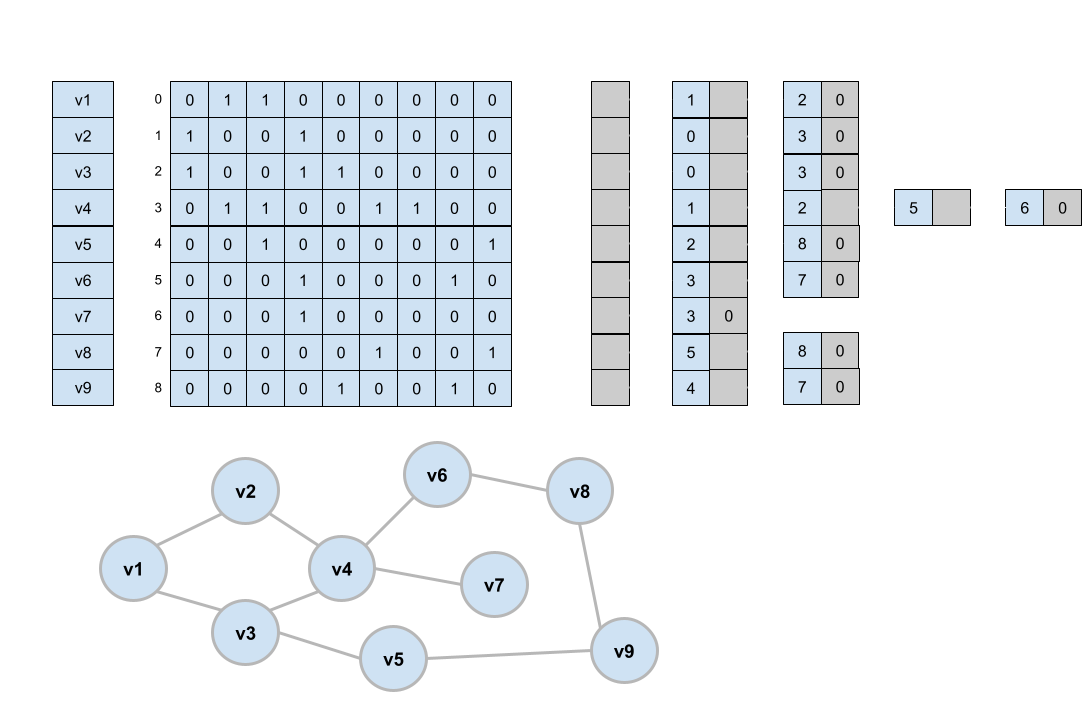 v1 0 0 1 1 0 0 0 0 0 0 1 2 0
v2 1 1 0 0 1 0 0 0 0 0 0 3 0
v3 2 1 0 0 1 1 0 0 0 0 0 3 0
v4 3 0 1 1 0 0 1 1 0 0 1 2 5 6 0
v5 4 0 0 1 0 0 0 0 0 1 2 8 0
v6 5 0 0 0 1 0 0 0 1 0 3 7 0
v7 6 0 0 0 1 0 0 0 0 0 3 0
v8 7 0 0 0 0 0 1 0 0 1 5 8 0
v9 8 0 0 0 0 1 0 0 1 0 4 7 0
v6
v2 v8
v1 v4 v7
v3 v5 v9